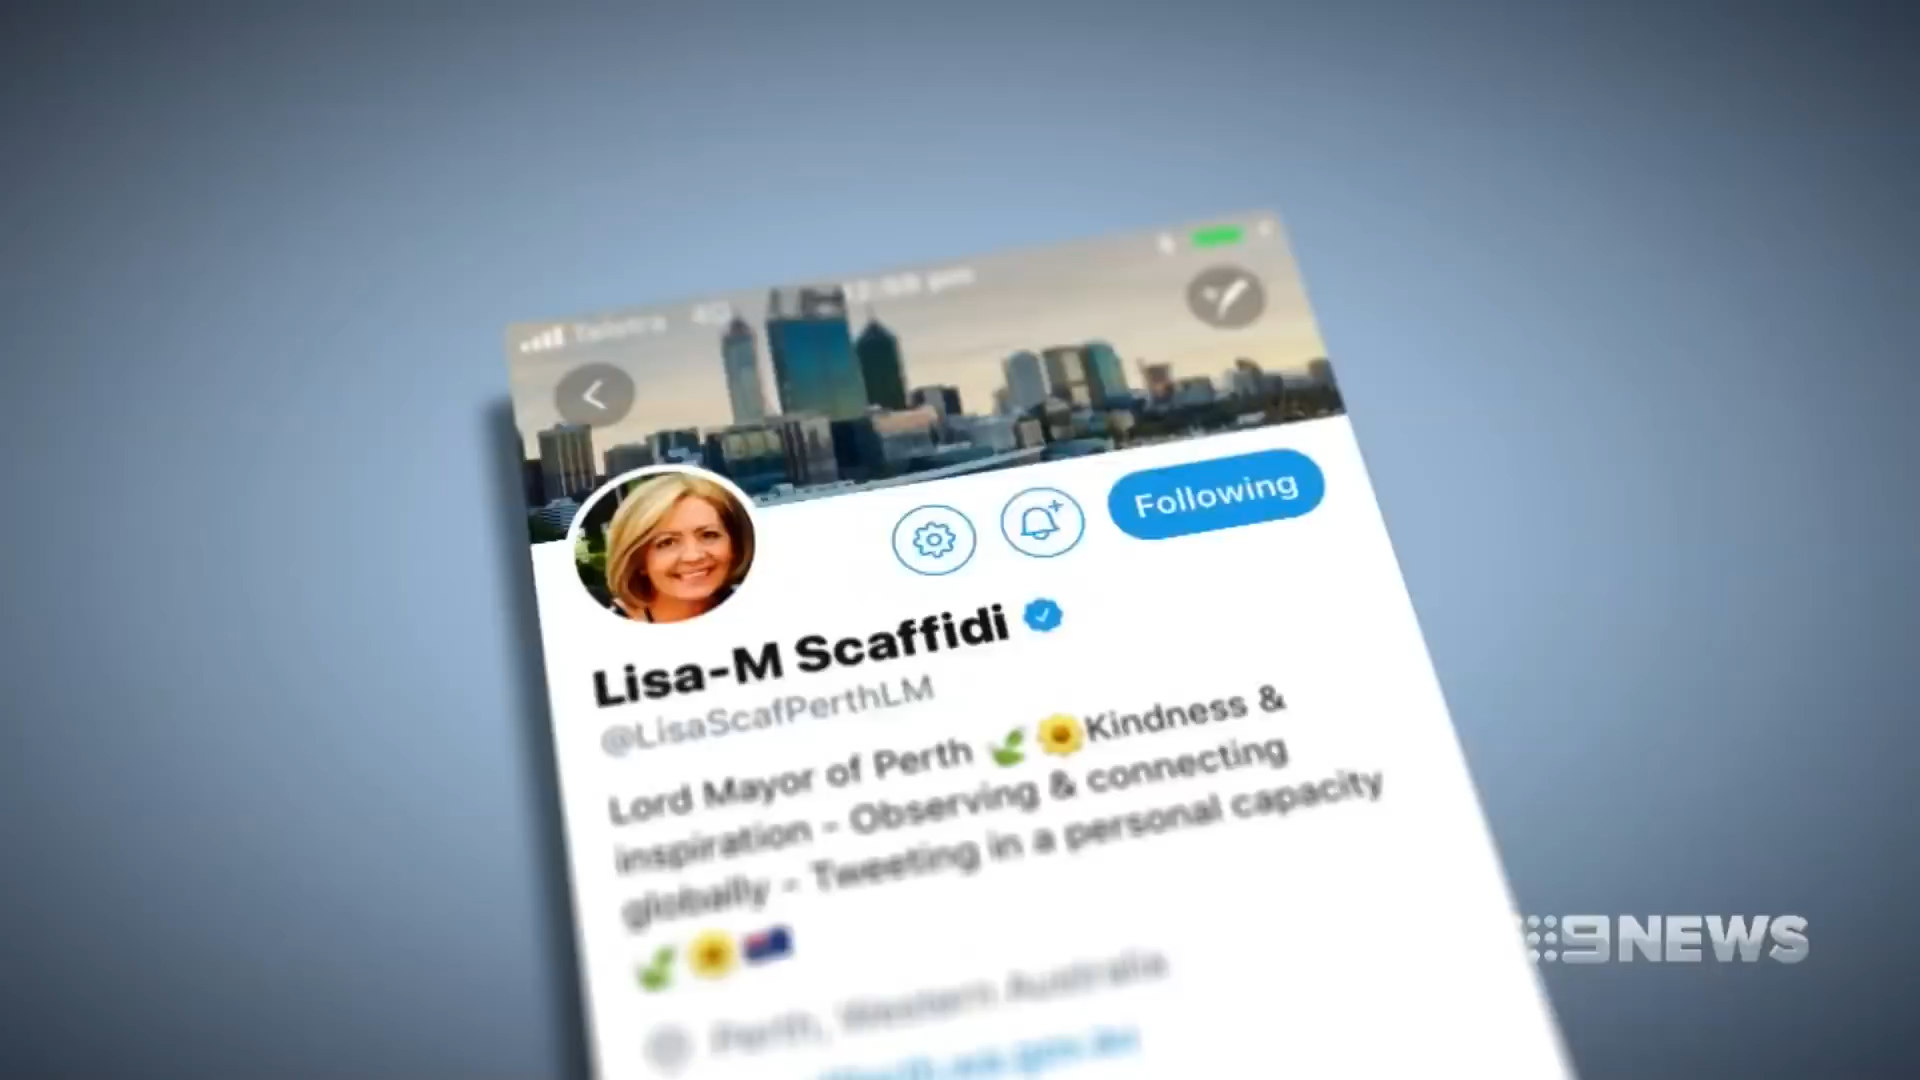 Telstra 4G
Following
Lisa-M Scaffidi
@LisaScafPerthLM
Lord Mayor of Perth 🌿 🌼Kindness &
inspiration - Observing & connecting
globally - Tweeting in a personal capacity
🌿 🌼 🇦🇺
Perth, Western Australia
9NEWS